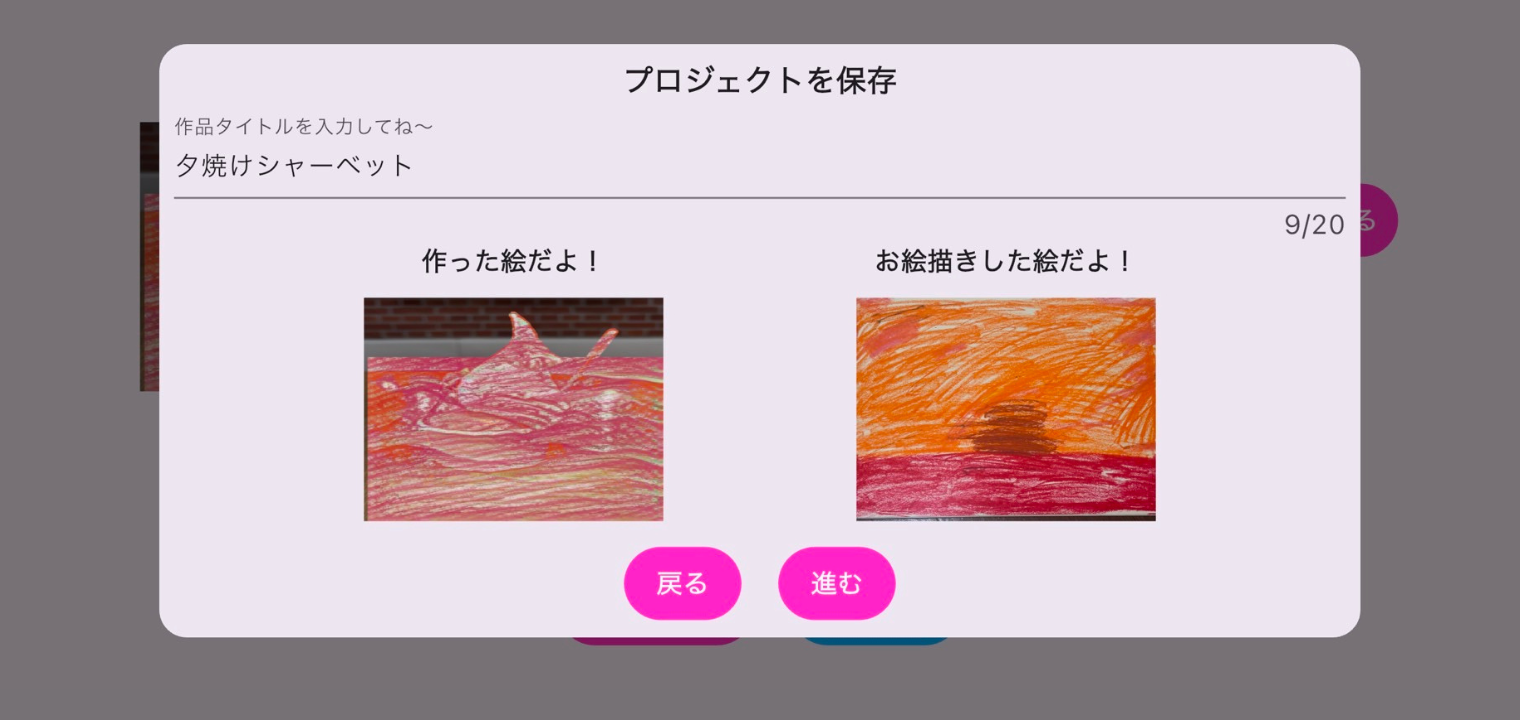 プロジェクトを保存
作品タイトルを入力してね〜
夕焼けシャーベット
9/20
る
作った絵だよ！
お絵描きした絵だよ！
戻る
進む